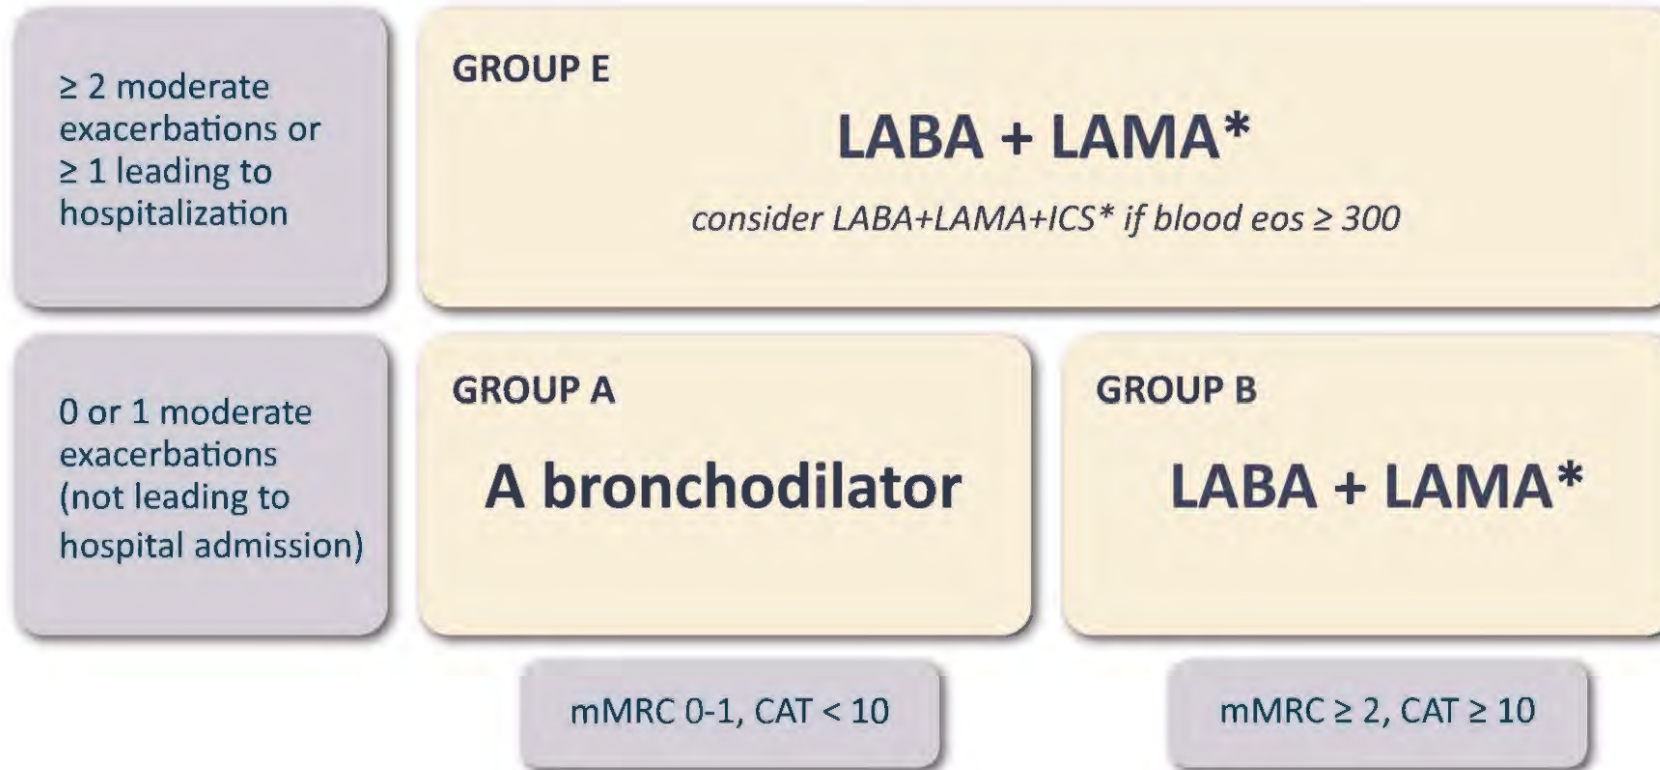 ≥ 2 moderate
exacerbations or
≥ 1 leading to
hospitalization
GROUP E
LABA + LAMA*
consider LABA+LAMA+ICS* if blood eos ≥ 300
0 or 1 moderate
exacerbations
(not leading to
hospital admission)
GROUP A
A bronchodilator
GROUP B
LABA + LAMA*
mMRC 0-1, CAT < 10
mMRC ≥ 2, CAT ≥ 10